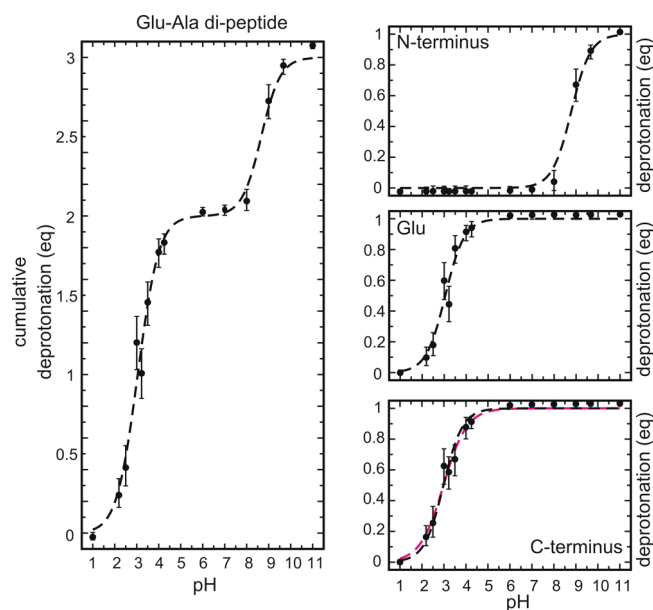 Glu-Ala di-peptide
cumulative
deprotonation (eq)
3
2.5
2
1.5
1
0.5
0
1 2 3 4 5 6 7 8 9 10 11
pH
N-terminus
1
0.8
0.6
0.4
0.2
0
deprotonation (eq)
Glu
1
0.8
0.6
0.4
0.2
0
deprotonation (eq)
1
0.8
0.6
0.4
0.2
0
deprotonation (eq)
C-terminus
1 2 3 4 5 6 7 8 9 10 11
pH